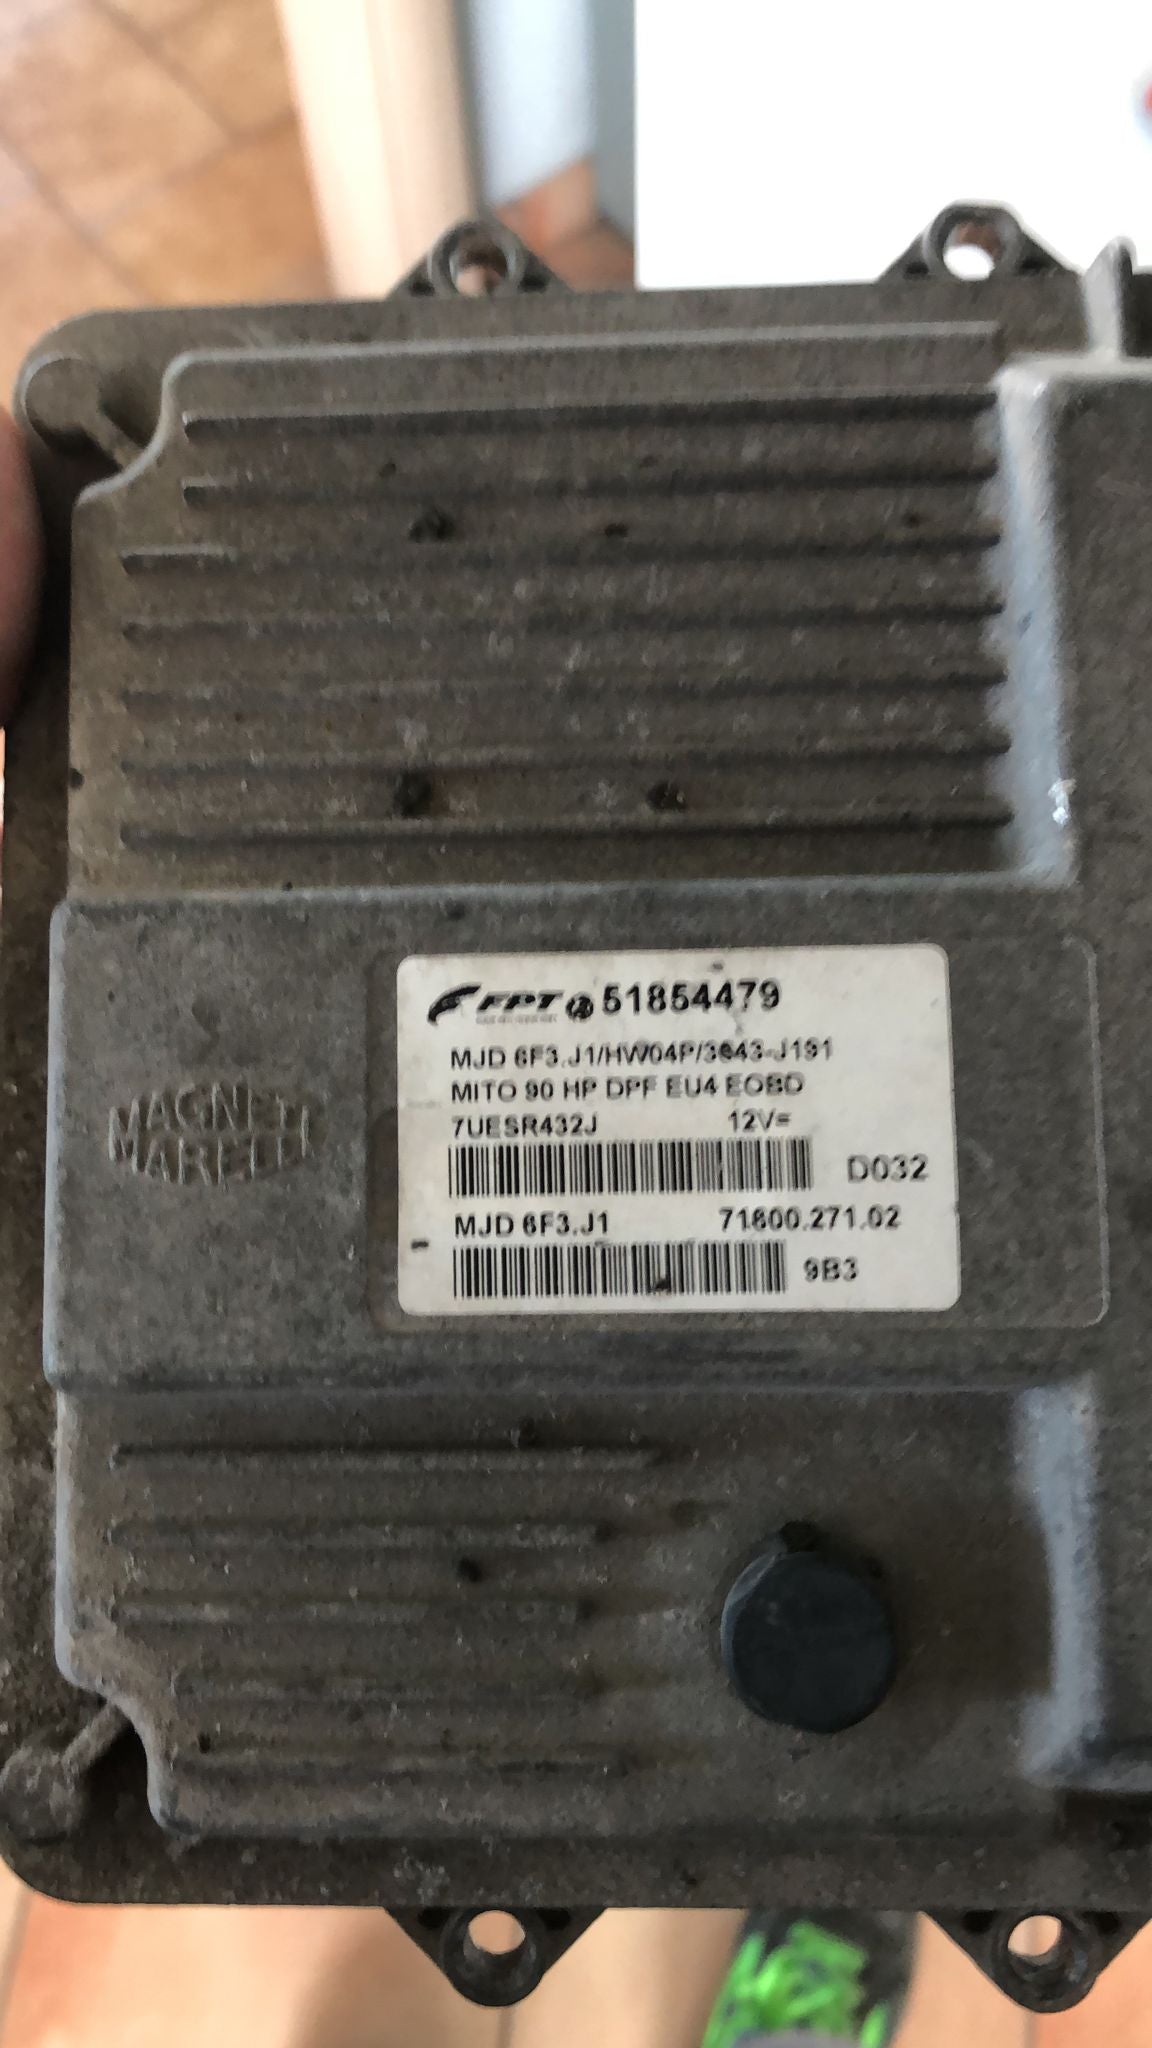 FPT 51854479
MJD 6F3.J1/HW04P/3643-J191
MITO 90 HP DPF EU4 EOBD
7UESR432J 12V=
D032
MJD 6F3.J1 71600.271.02
9B3
MAGNETI
MARELLI